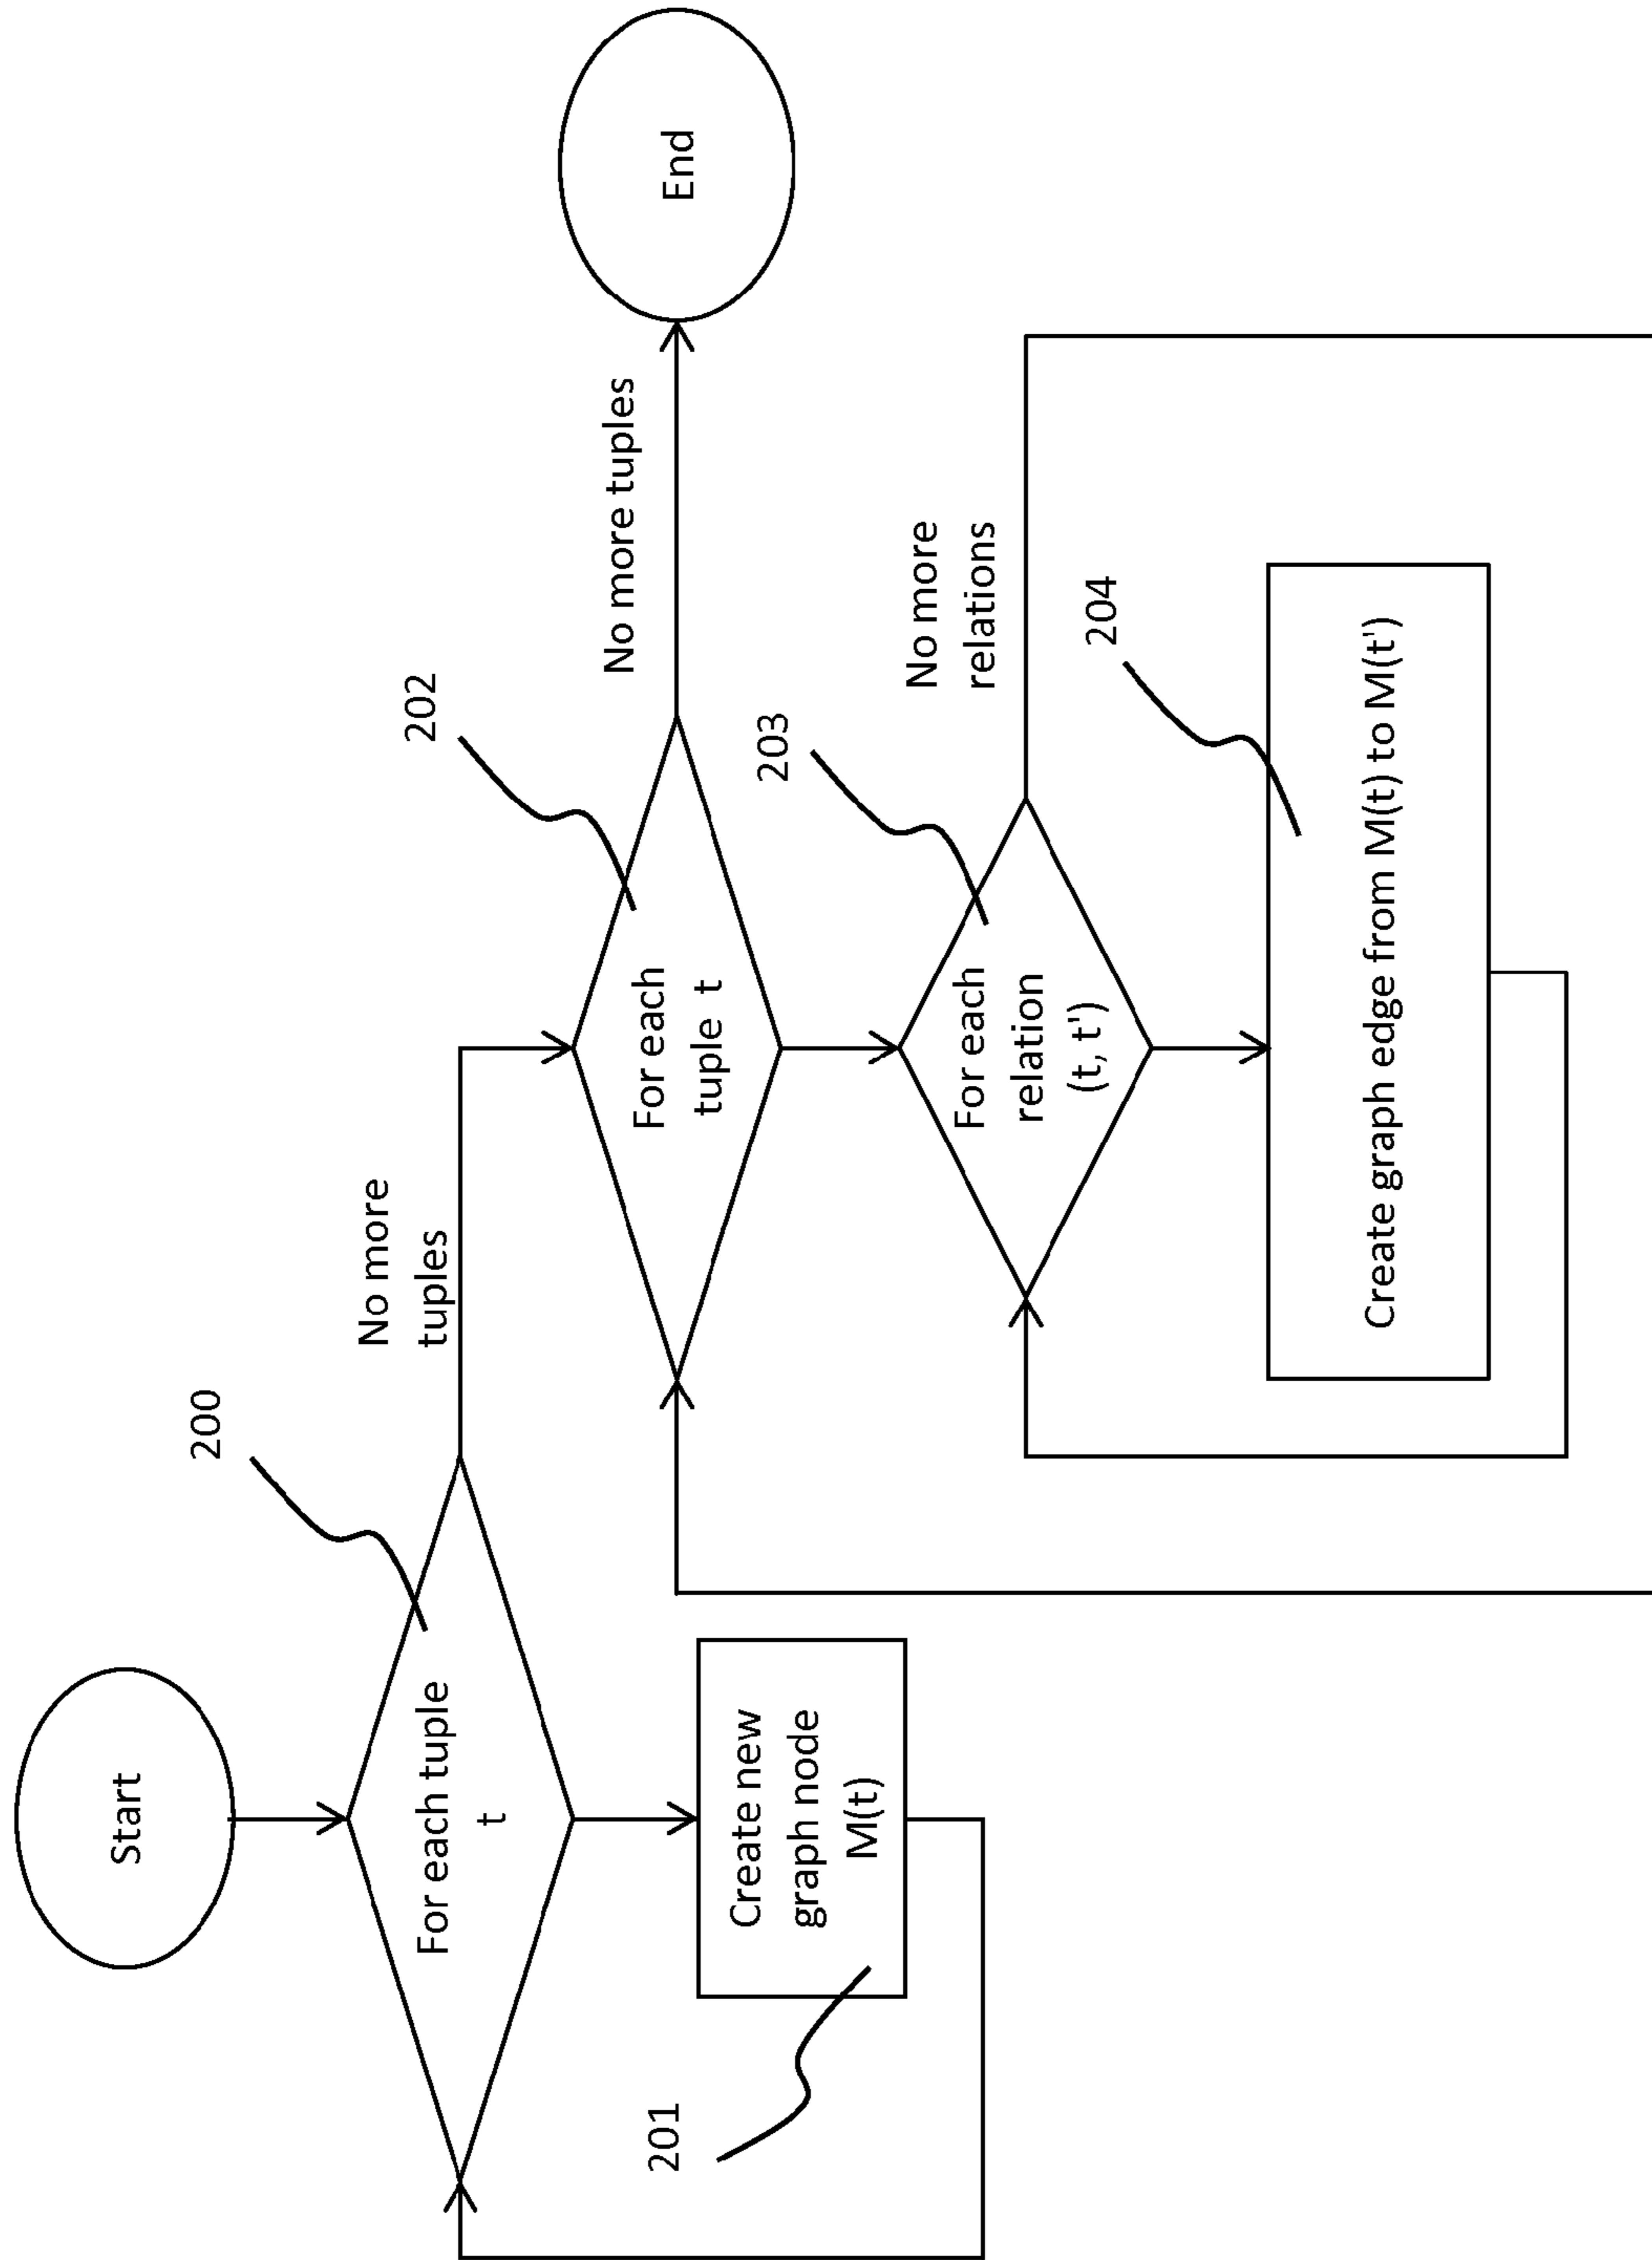 Start
200
For each tuple
t
No more
tuples
201
Create new
graph node
M(t)
202
For each
tuple t
No more tuples
End
203
For each
relation
(t, t')
No more
relations
204
Create graph edge from M(t) to M(t')